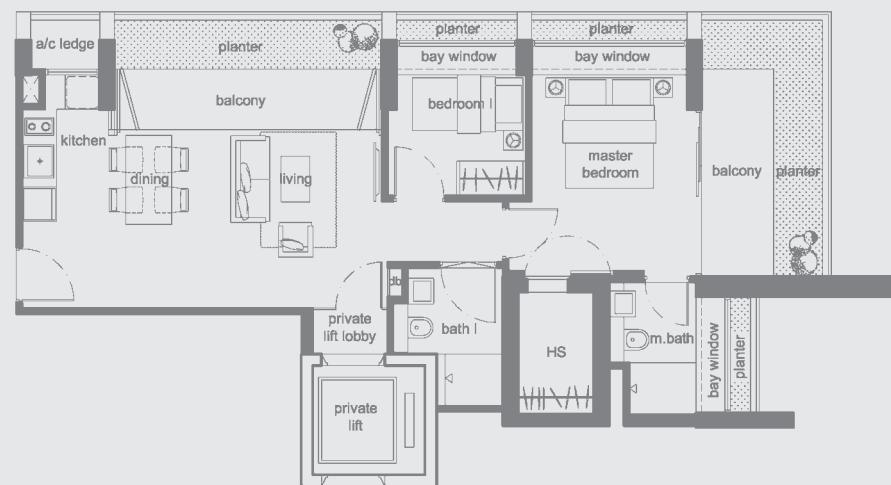 a/c ledge
planter
planter
planter
bay window
bay window
balcony
bedroom I
kitchen
dining
living
master
bedroom
balcony
planter
db
private
lift lobby
bath I
HS
m.bath
bay window
planter
private
lift